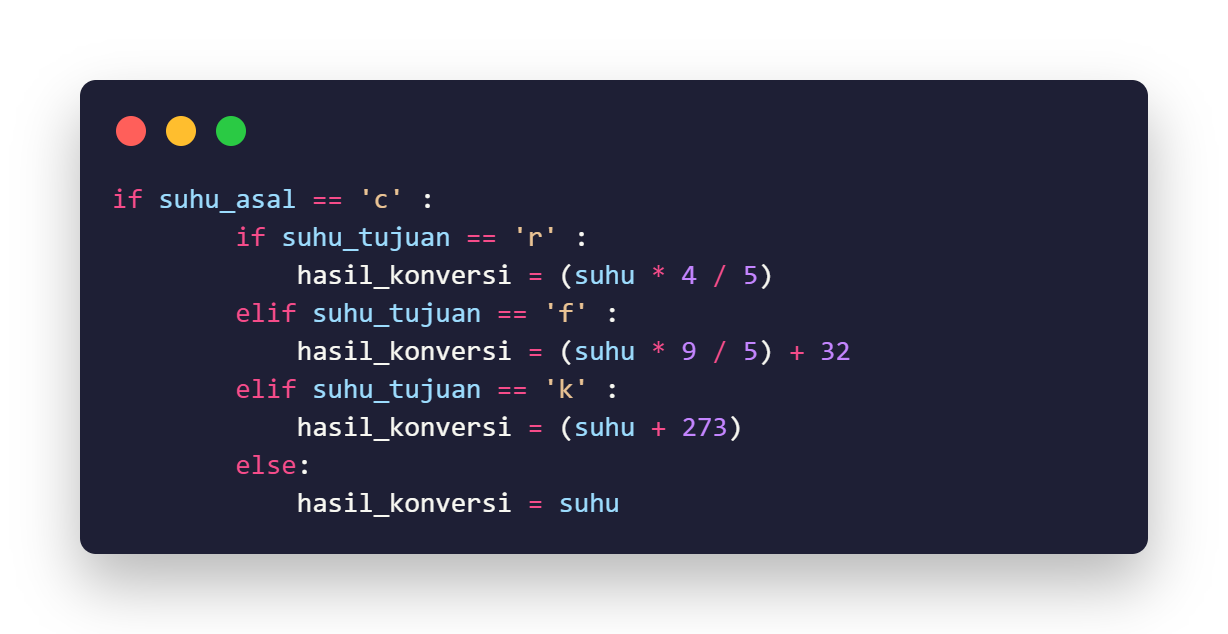 if suhu_asal == 'c' :
        if suhu_tujuan == 'r' :
            hasil_konversi = (suhu * 4 / 5)
        elif suhu_tujuan == 'f' :
            hasil_konversi = (suhu * 9 / 5) + 32
        elif suhu_tujuan == 'k' :
            hasil_konversi = (suhu + 273)
        else:
            hasil_konversi = suhu